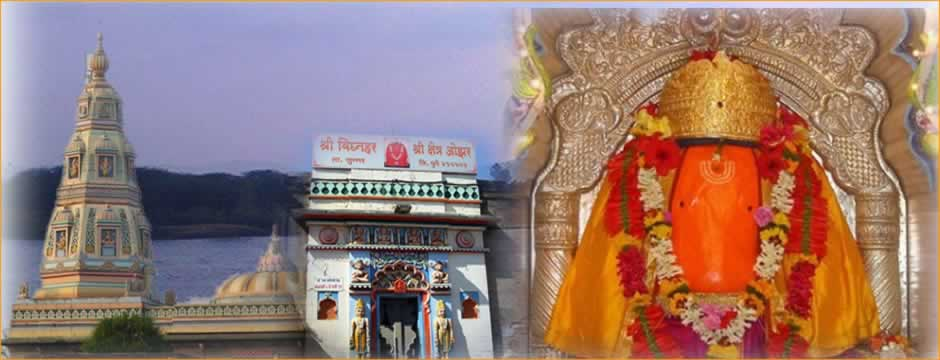 श्री विघ्नहर श्री क्षेत्र ओझर
ता. जुन्नर जि. पुणे